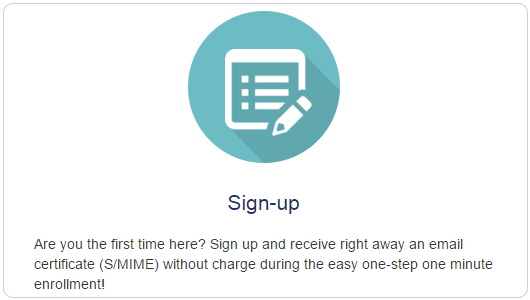 Sign-up
Are you the first time here? Sign up and receive right away an email
certificate (S/MIME) without charge during the easy one-step one minute
enrollment!